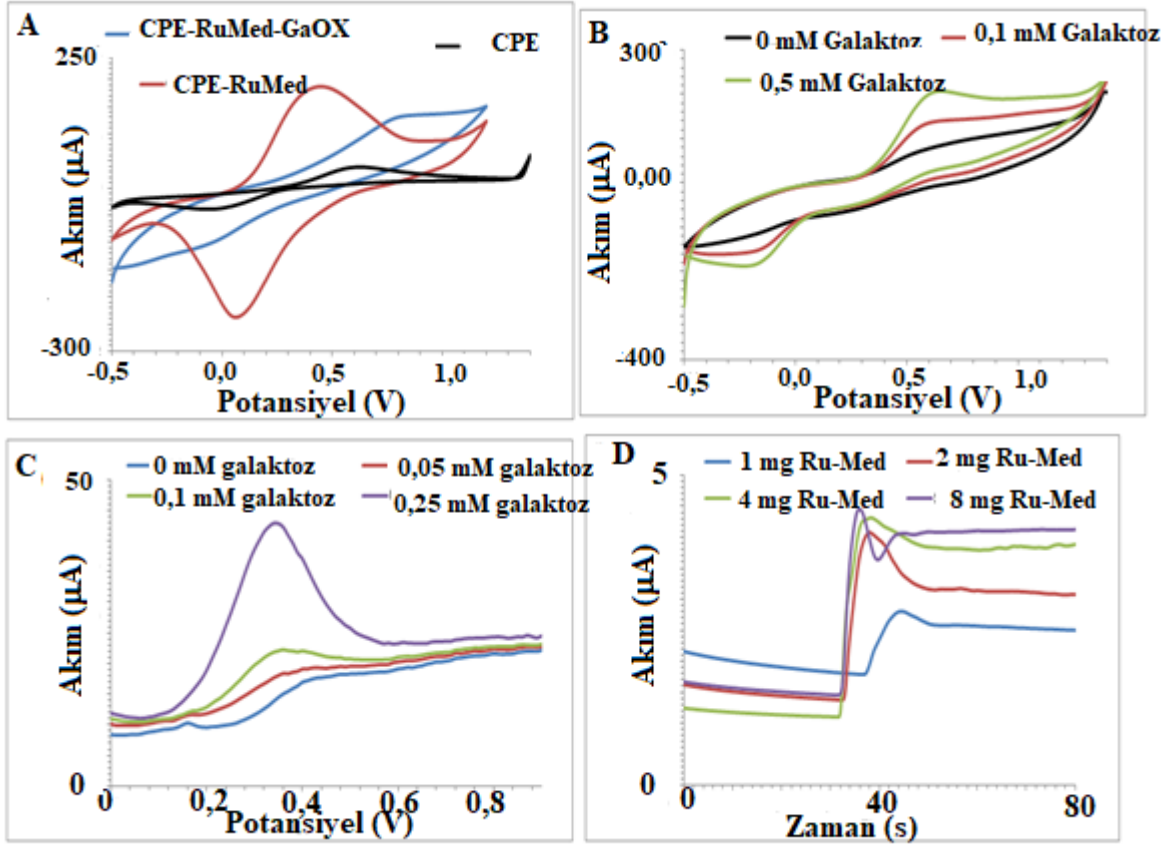 A
CPE-RuMed-GaOX
CPE
CPE-RuMed
250
-300
Akım (µA)
-0,5
0,0
0,5
1,0
Potansiyel (V)
B
0 mM Galaktoz
0,1 mM Galaktoz
0,5 mM Galaktoz
300
0,00
-400
Akım (µA)
-0,5
0,0
0,5
1,0
Potansiyel (V)
C
0 mM galaktoz
0,05 mM galaktoz
0,1 mM galaktoz
0,25 mM galaktoz
50
0
Akım (µA)
0
0,2
0,4
0,6
0,8
Potansiyel (V)
D
1 mg Ru-Med
2 mg Ru-Med
4 mg Ru-Med
8 mg Ru-Med
5
0
Akım (µA)
0
40
80
Zaman (s)